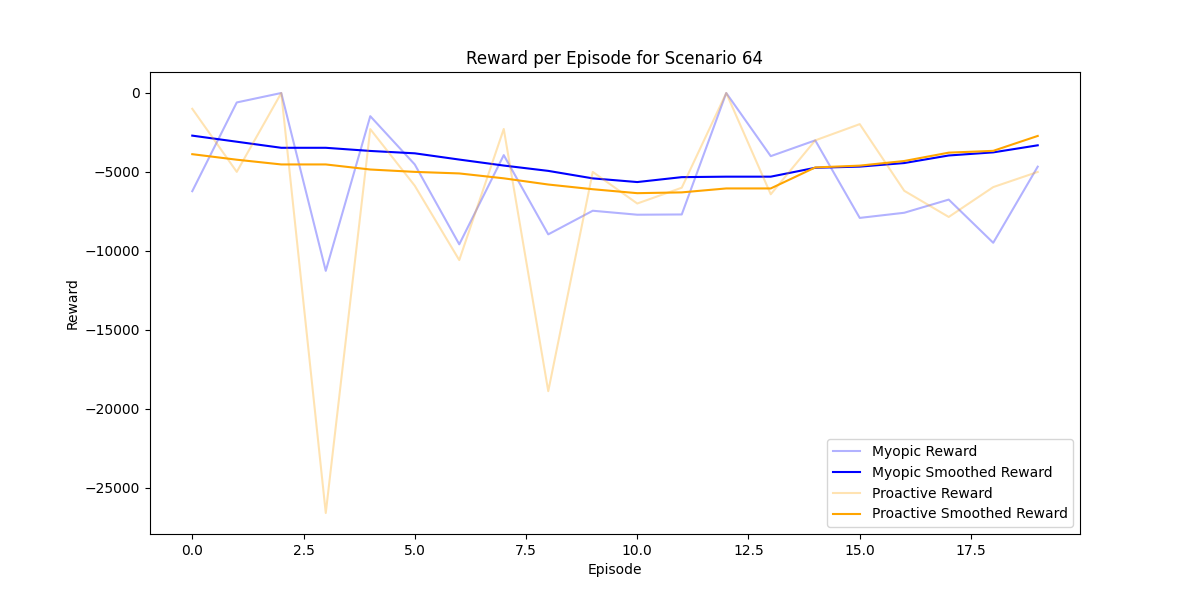 Reward per Episode for Scenario 64
0
−5000
−10000
−15000
−20000
−25000
Reward
0.0 2.5 5.0 7.5 10.0 12.5 15.0 17.5
Episode
Myopic Reward
Myopic Smoothed Reward
Proactive Reward
Proactive Smoothed Reward